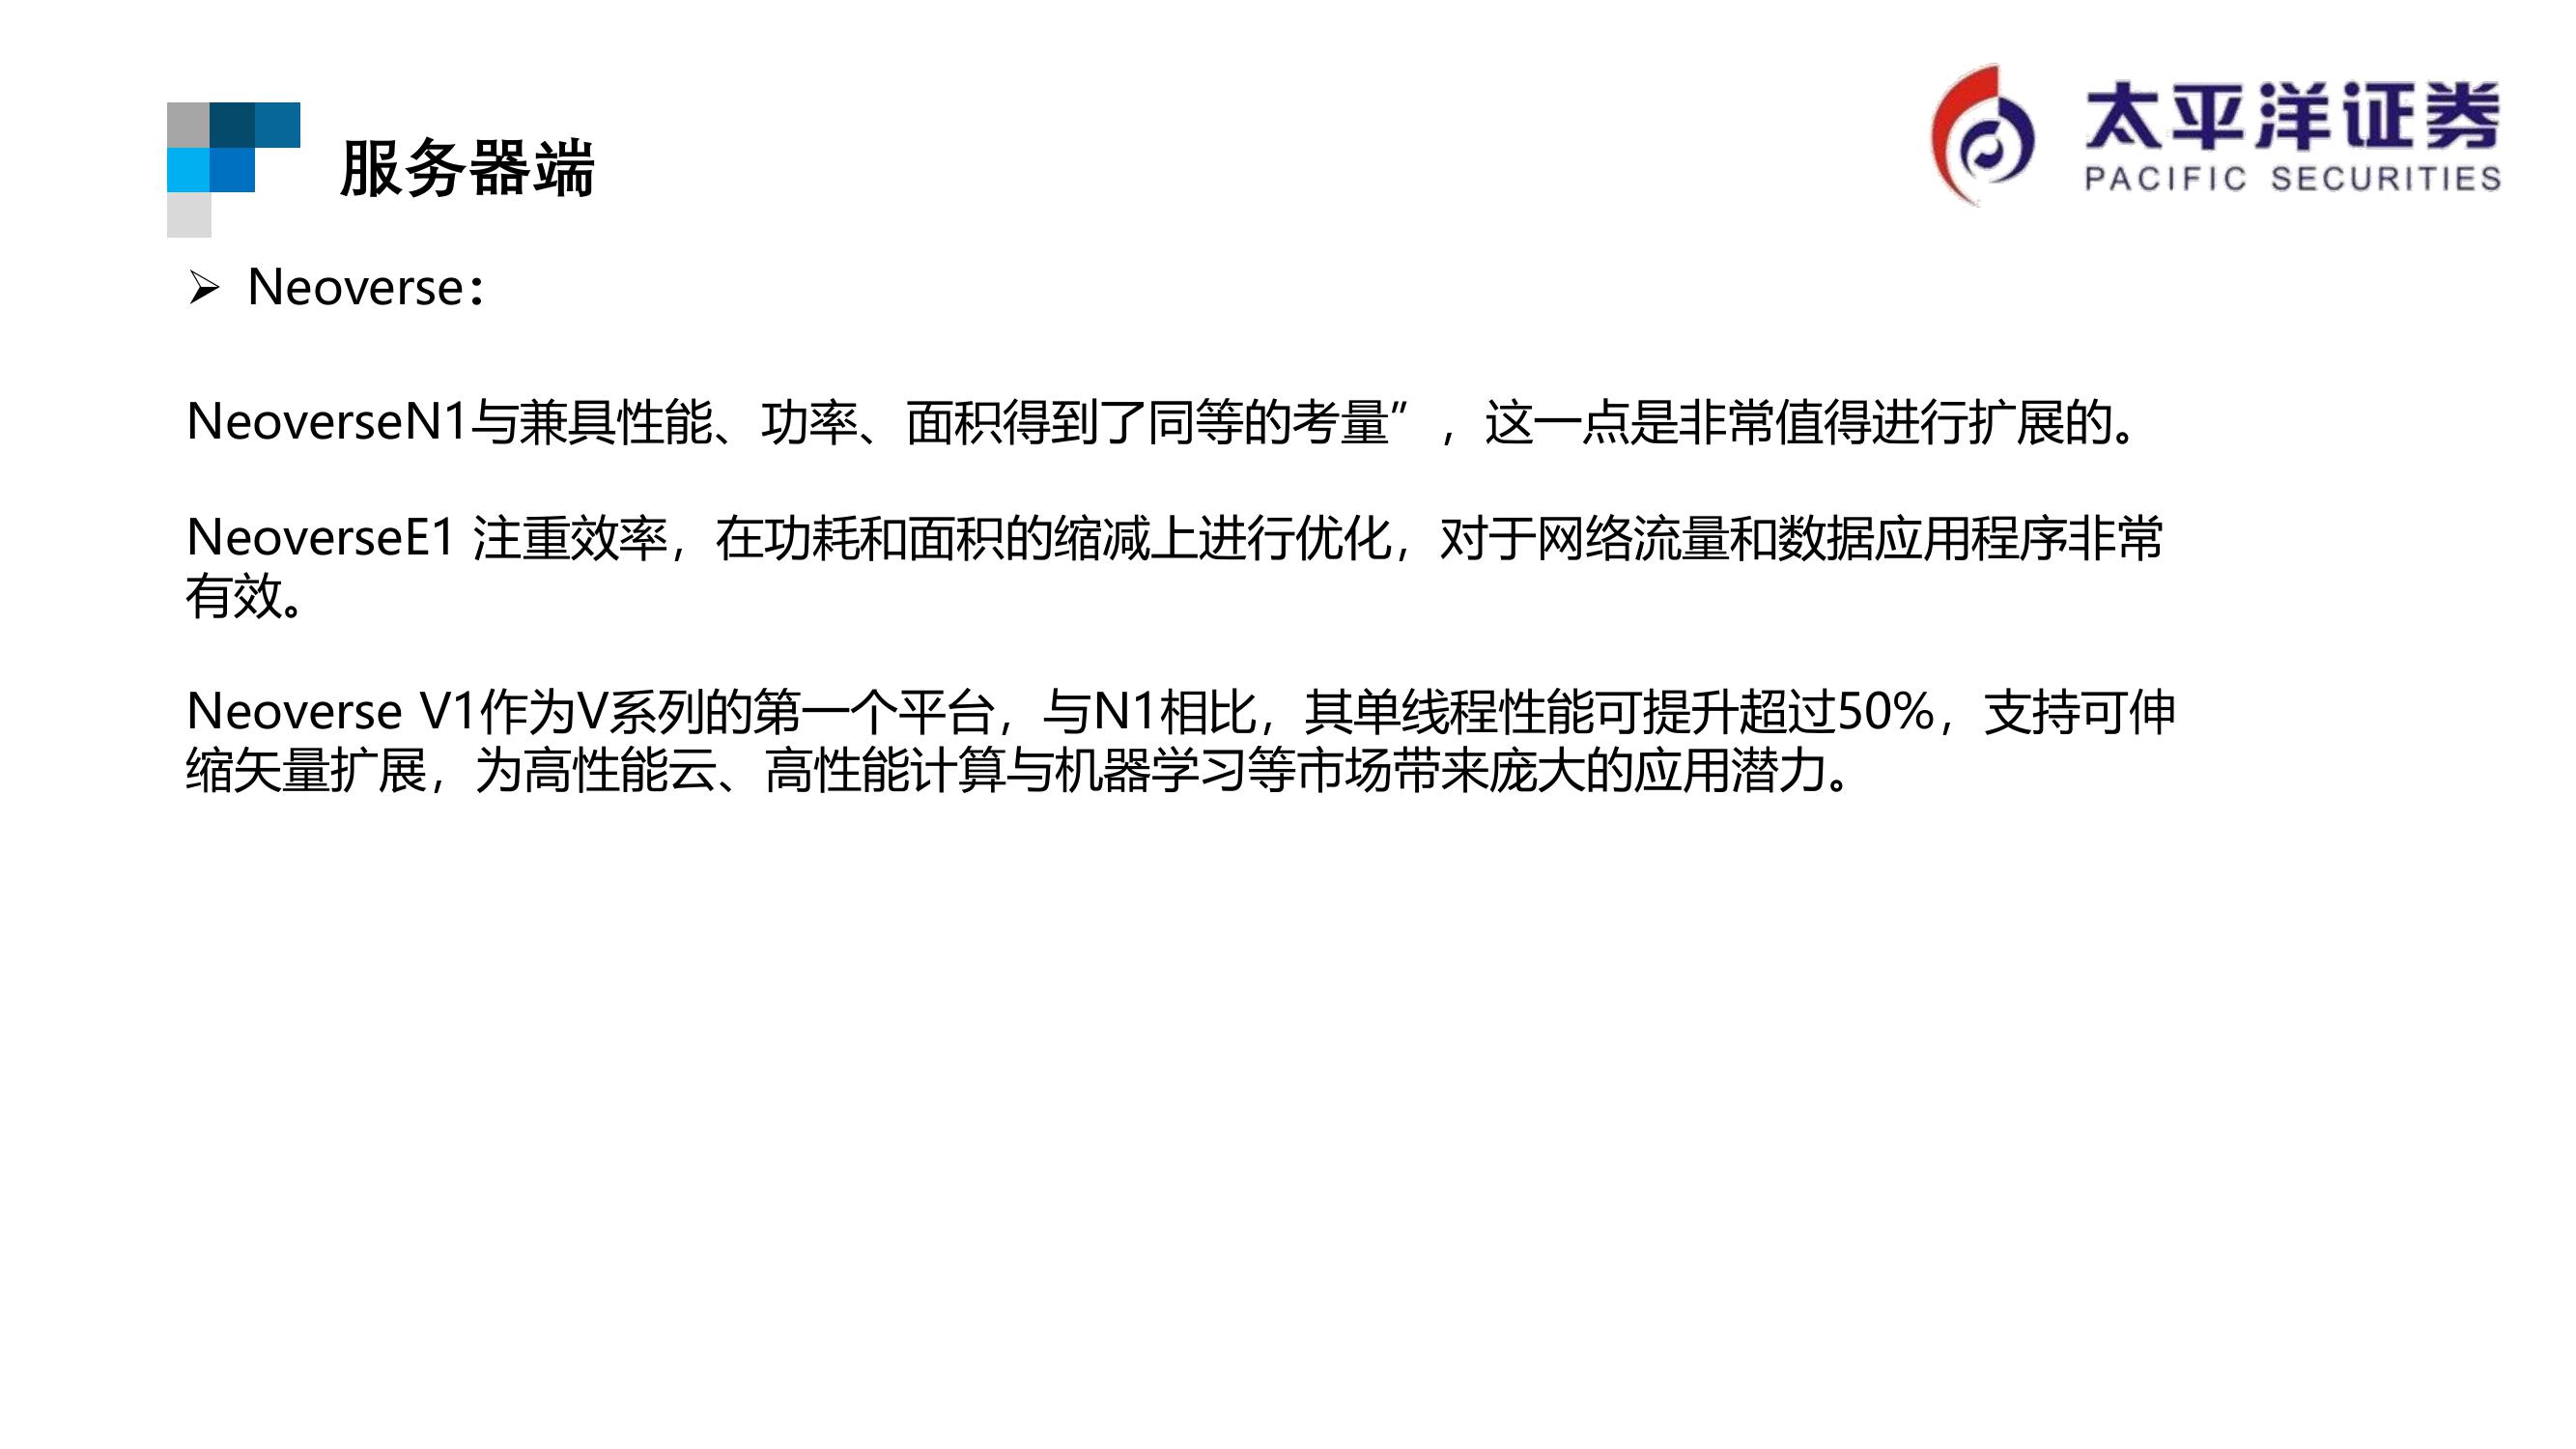 服务器端
太平洋证券
PACIFIC SECURITIES
➢ Neoverse：
NeoverseN1与兼具性能、功率、面积得到了同等的考量”，这一点是非常值得进行扩展的。
NeoverseE1 注重效率，在功耗和面积的缩减上进行优化，对于网络流量和数据应用程序非常
有效。
Neoverse V1作为V系列的第一个平台，与N1相比，其单线程性能可提升超过50%，支持可伸
缩矢量扩展，为高性能云、高性能计算与机器学习等市场带来庞大的应用潜力。